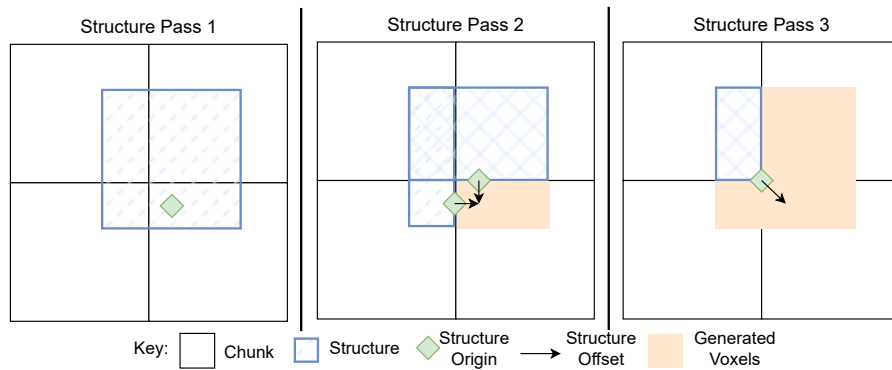 Structure Pass 1
Structure Pass 2
Structure Pass 3
Key:
Chunk
Structure
Structure
Origin
Structure
Offset
Generated
Voxels